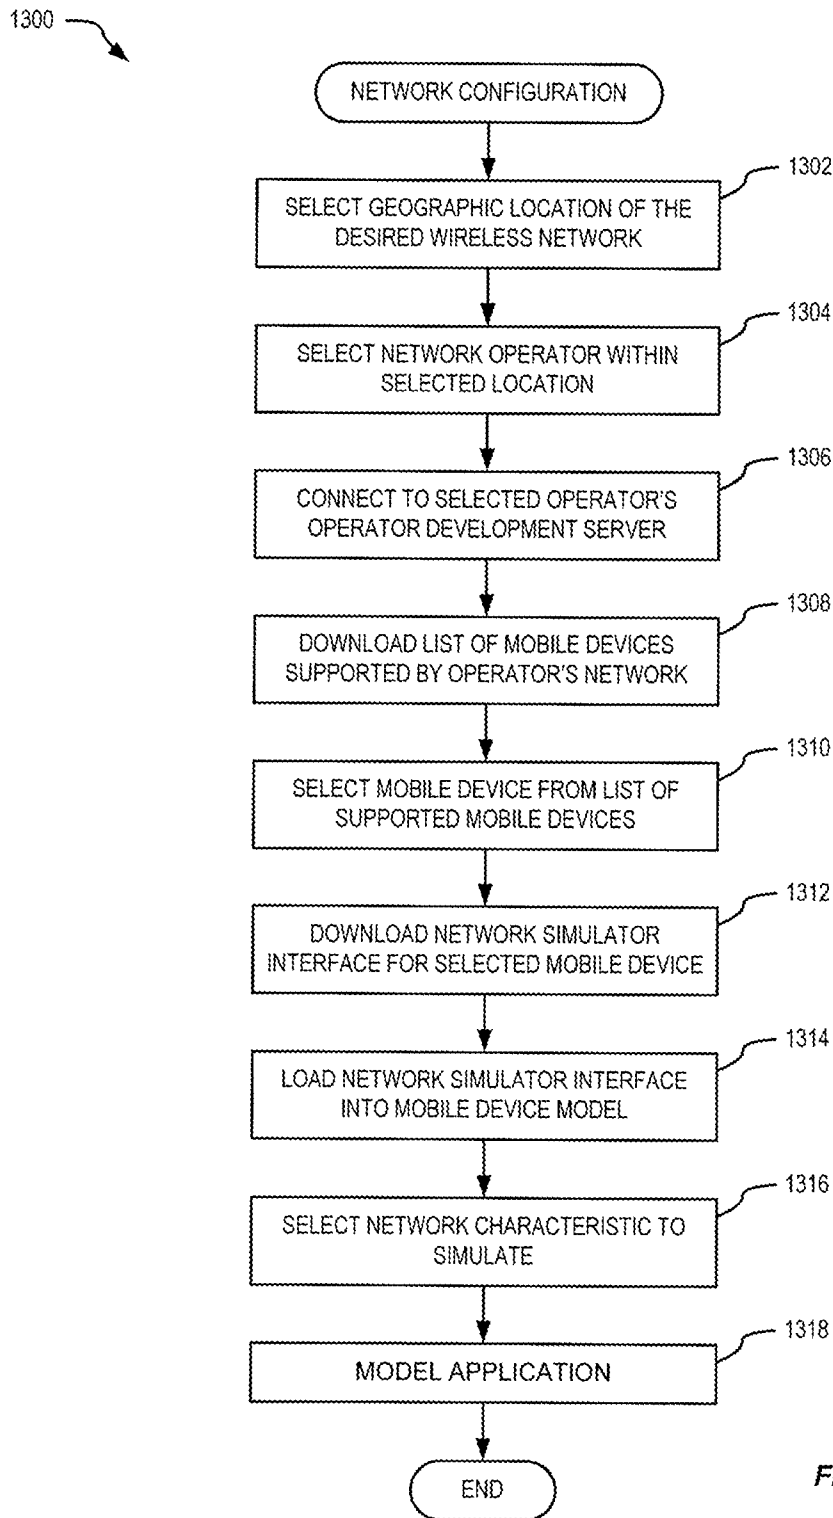 1300
NETWORK CONFIGURATION
1302
SELECT GEOGRAPHIC LOCATION OF THE
DESIRED WIRELESS NETWORK
1304
SELECT NETWORK OPERATOR WITHIN
SELECTED LOCATION
1306
CONNECT TO SELECTED OPERATOR'S
OPERATOR DEVELOPMENT SERVER
1308
DOWNLOAD LIST OF MOBILE DEVICES
SUPPORTED BY OPERATOR'S NETWORK
1310
SELECT MOBILE DEVICE FROM LIST OF
SUPPORTED MOBILE DEVICES
1312
DOWNLOAD NETWORK SIMULATOR
INTERFACE FOR SELECTED MOBILE DEVICE
1314
LOAD NETWORK SIMULATOR INTERFACE
INTO MOBILE DEVICE MODEL
1316
SELECT NETWORK CHARACTERISTIC TO
SIMULATE
1318
MODEL APPLICATION
END